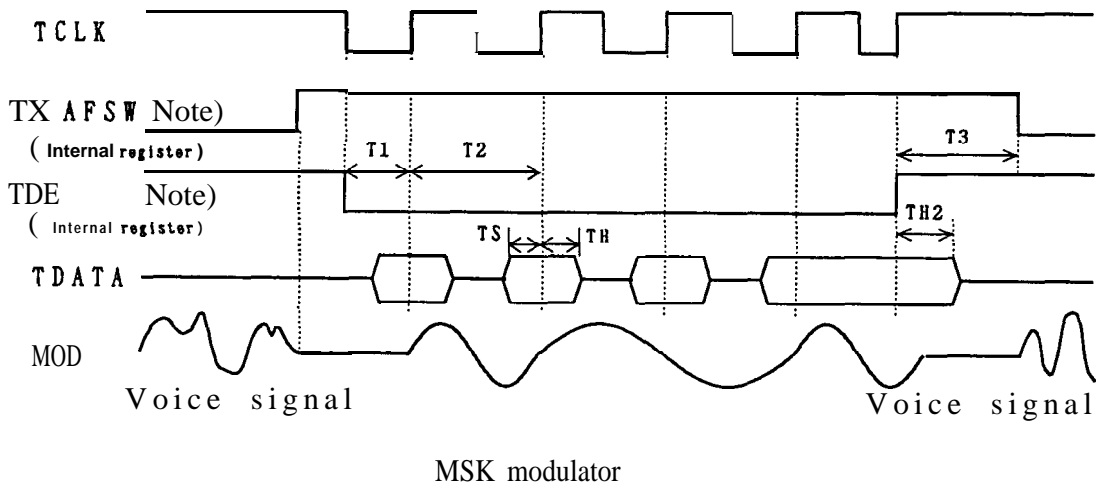 TCLK
TX AFSW Note)
( Internal register)
T1 T2 T3
TDE Note)
( Internal register)
TS TH TH2
TDATA
MOD
Voice signal Voice signal
MSK modulator